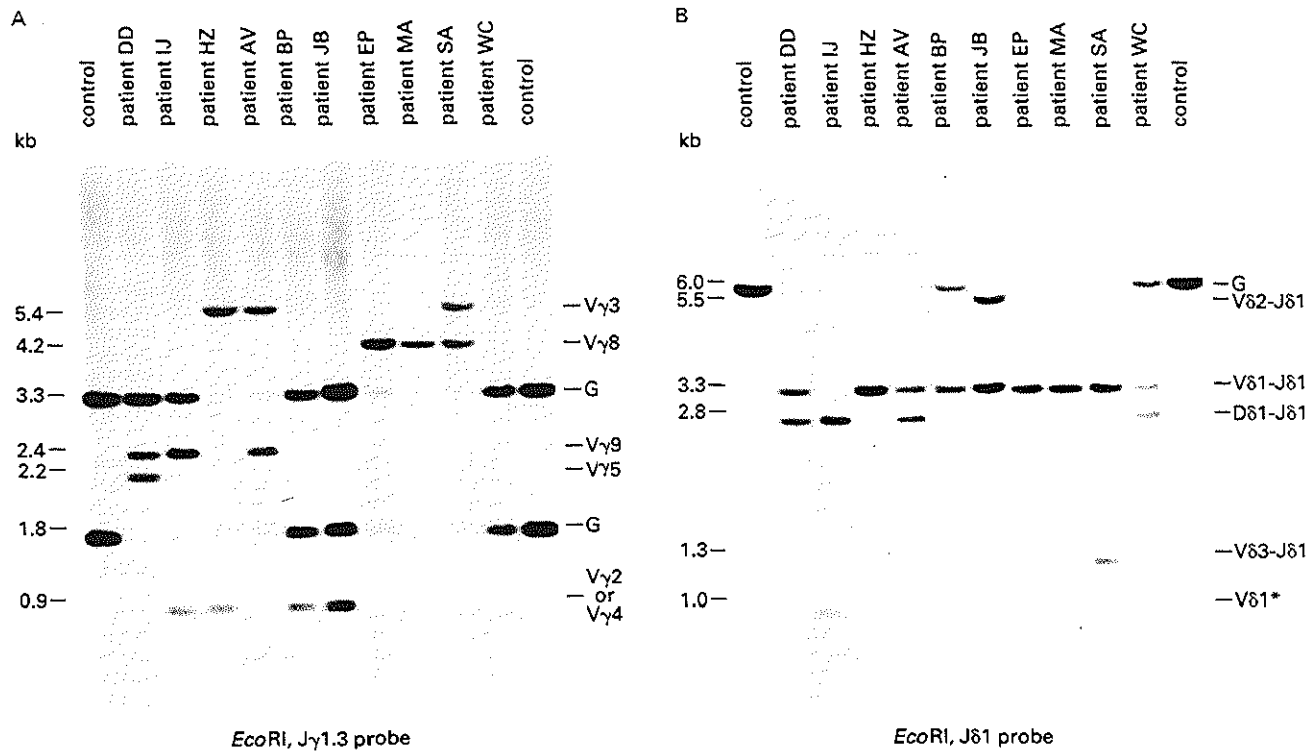 A
control
patient DD
patient IJ
patient HZ
patient AV
patient BP
patient JB
patient EP
patient MA
patient SA
patient WC
control
kb
5.4
4.2
3.3
2.4
2.2
1.8
0.9
Vγ3
Vγ8
G
Vγ9
Vγ5
G
Vγ2
or
Vγ4
EcoRI, Jγ1.3 probe
B
control
patient DD
patient IJ
patient HZ
patient AV
patient BP
patient JB
patient EP
patient MA
patient SA
patient WC
control
kb
6.0
5.5
3.3
2.8
1.3
1.0
G
Vδ2-Jδ1
Vδ1-Jδ1
Dδ1-Jδ1
Vδ3-Jδ1
Vδ1*
EcoRI, Jδ1 probe